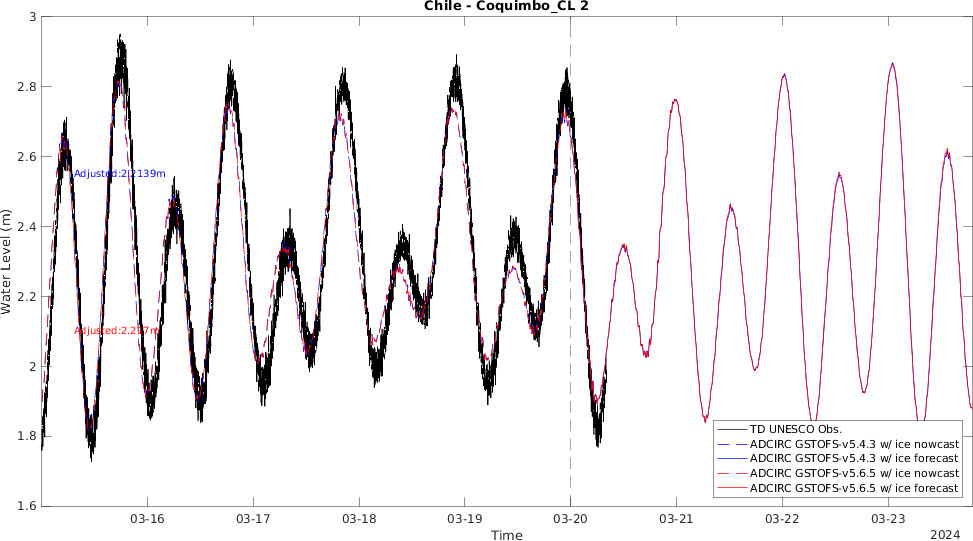 Chile - Coquimbo_CL 2
3
2.8
2.6
2.4
2.2
2
1.8
1.6
Water Level (m)
Adjusted:2.2139m
TD UNESCO Obs.
ADCIRC GSTOFS-v5.4.3 w/ ice nowcast
ADCIRC GSTOFS-v5.4.3 w/ ice forecast
ADCIRC GSTOFS-v5.6.5 w/ ice nowcast
ADCIRC GSTOFS-v5.6.5 w/ ice forecast
03-16
03-17
03-18
03-19
03-20
03-21
03-22
03-23
Time
2024